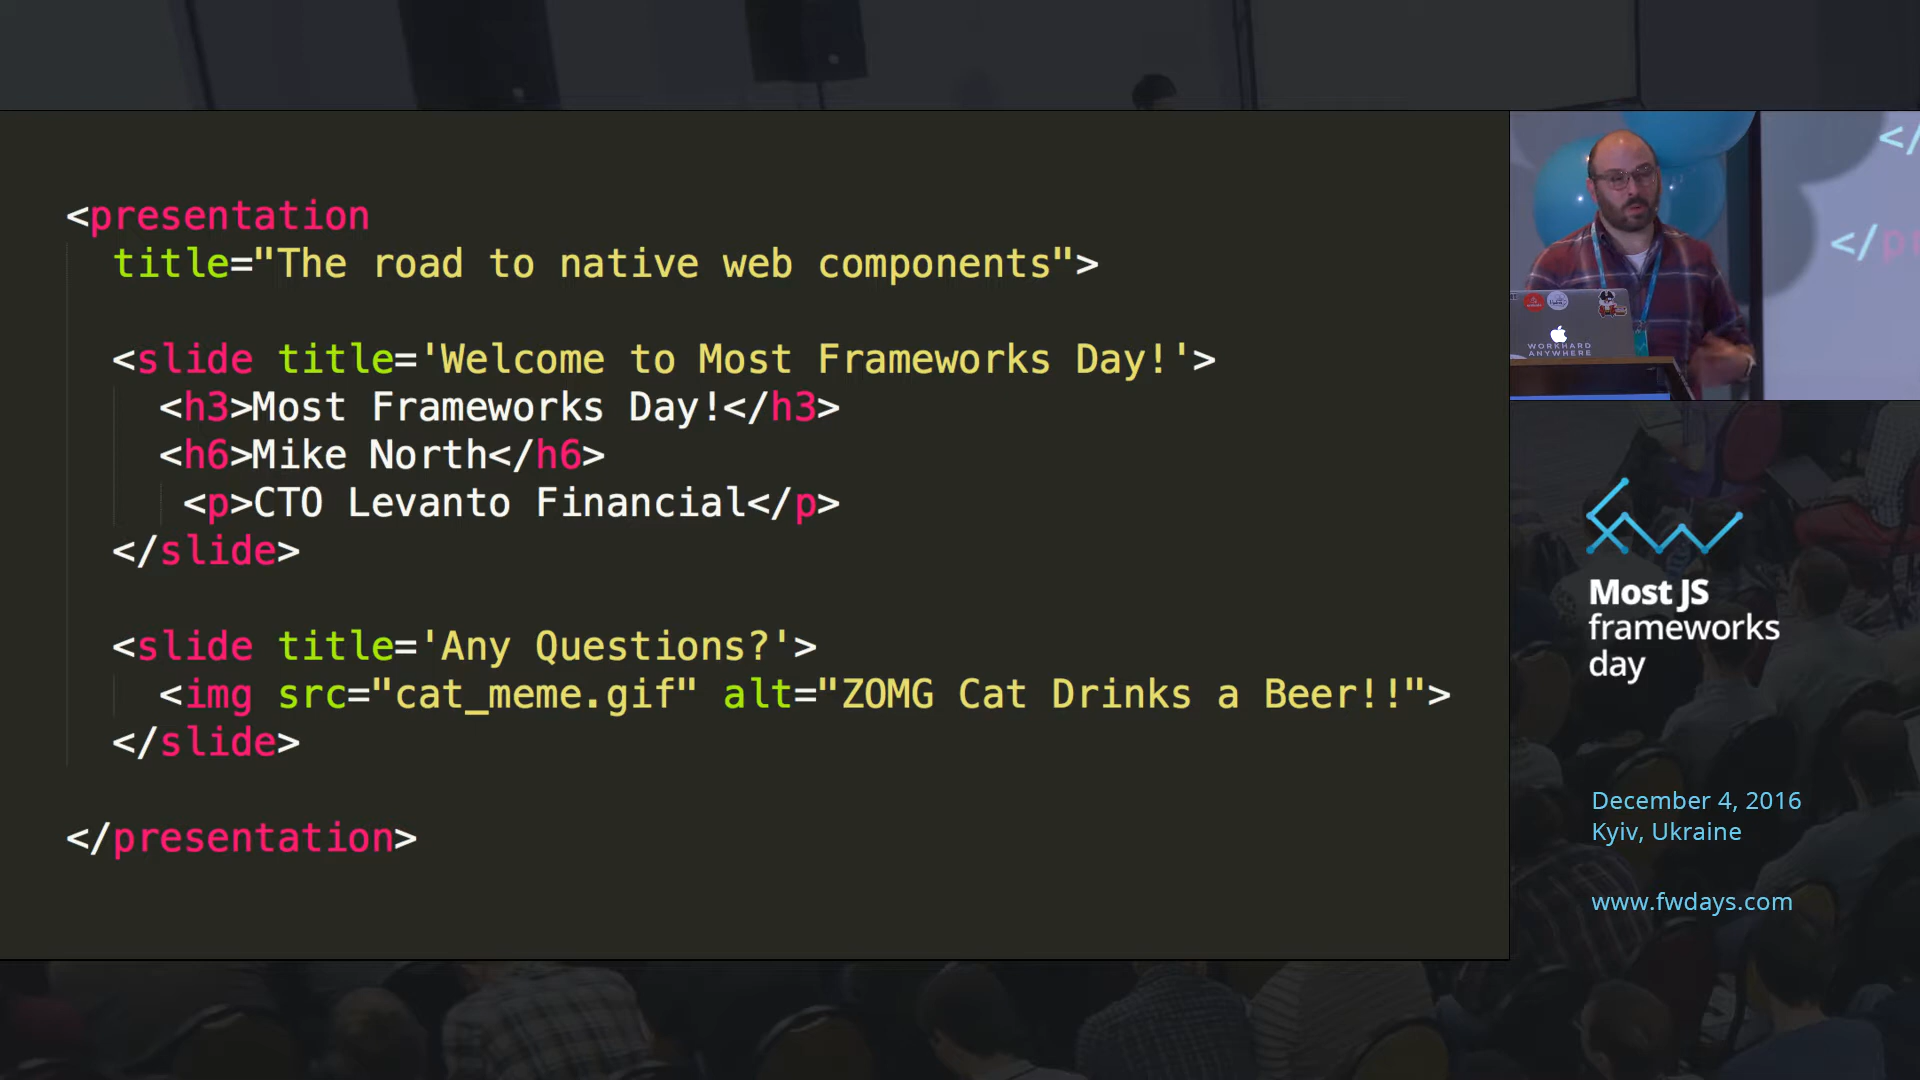 <presentation
title="The road to native web components">
<slide title='Welcome to Most Frameworks Day!'>
<h3>Most Frameworks Day!</h3>
<h6>Mike North</h6>
<p>CTO Levanto Financial</p>
</slide>
<slide title='Any Questions?'>
<img src="cat_meme.gif" alt="ZOMG Cat Drinks a Beer!!">
</slide>
</presentation>
</
</pr
WORKHARD
ANYWHERE
Most JS
frameworks
day
December 4, 2016
Kyiv, Ukraine
www.fwdays.com